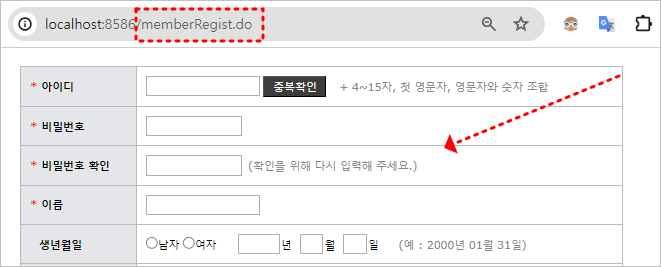 localhost:8586/memberRegist.do
* 아이디 중복확인 + 4~15자, 첫 영문자, 영문자와 숫자 조합
* 비밀번호
* 비밀번호 확인 (확인을 위해 다시 입력해 주세요.)
* 이름
생년월일 남자 여자 년 월 일 (예 : 2000년 01월 31일)